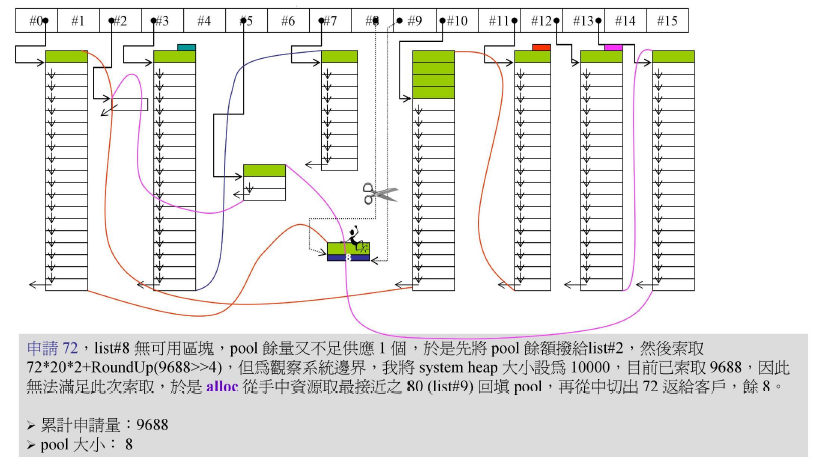 #0 #1 #2 #3 #4 #5 #6 #7 #8 #9 #10 #11 #12 #13 #14 #15
申請 72，list#8 無可用區塊，pool 餘量又不足供應 1 個，於是先將 pool 餘額撥給list#2，然後索取
72*20*2+RoundUp(9688>>4)，但為觀察系統邊界，我將 system heap 大小設為 10000，目前已索取 9688，因此
無法滿足此次索取，於是 alloc 從手中資源取最接近之 80 (list#9) 回填 pool，再從中切出 72 返給客戶，餘 8。
➢ 累計申請量：9688
➢ pool 大小： 8